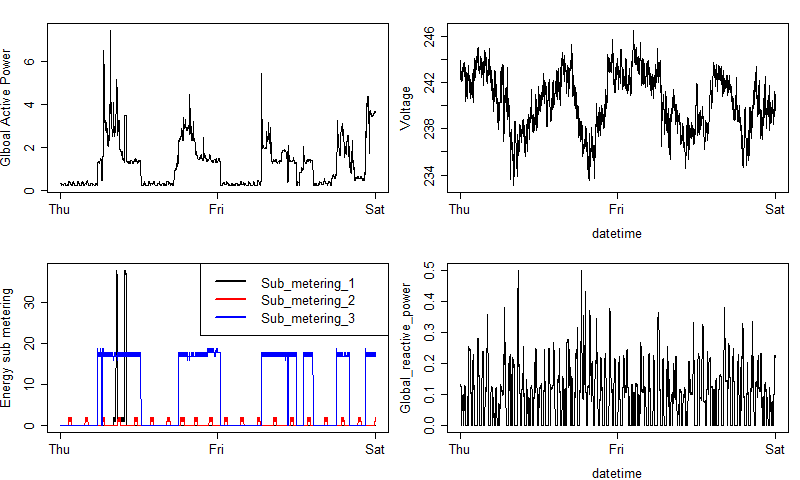 Glboal Active Power
6
4
2
0
Thu
Fri
Sat
Voltage
246
242
238
234
Thu
Fri
Sat
datetime
Energy sub metering
30
20
10
0
Sub_metering_1
Sub_metering_2
Sub_metering_3
Thu
Fri
Sat
Global_reactive_power
0.5
0.4
0.3
0.2
0.1
0.0
Thu
Fri
Sat
datetime